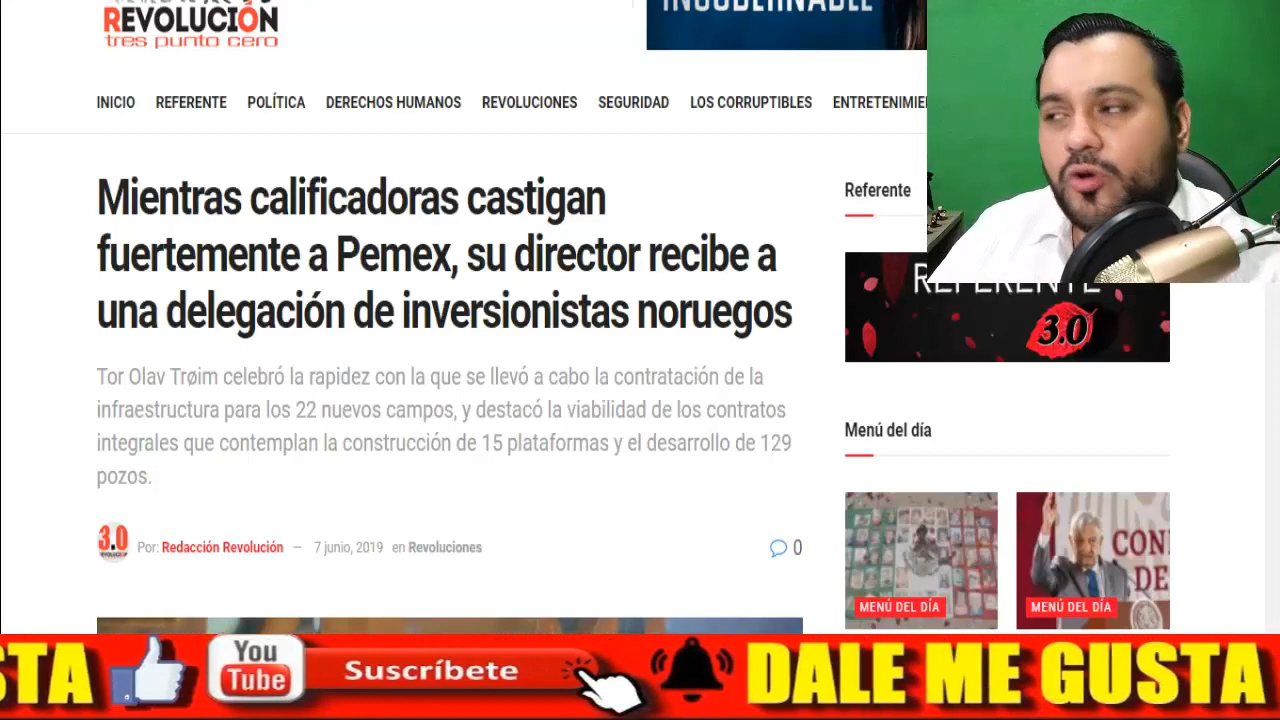 REVOLUCIÓN
tres punto cero
INGOBERNABLE
INICIO REFERENTE POLÍTICA DERECHOS HUMANOS REVOLUCIONES SEGURIDAD LOS CORRUPTIBLES
Mientras calificadoras castigan
fuertemente a Pemex, su director recibe a
una delegación de inversionistas noruegos
Tor Olav Trøim celebró la rapidez con la que se llevó a cabo la contratación de la
infraestructura para los 22 nuevos campos, y destacó la viabilidad de los contratos
integrales que contemplan la construcción de 15 plataformas y el desarrollo de 129
pozos.
3.0
Por: Redacción Revolución — 7 junio, 2019 en Revoluciones
0
Referente
REFERENTE
3.0
Menú del día
CON
DE
MENÚ DEL DÍA
MENÚ DEL DÍA
STA
You
Tube
Suscríbete
DALE ME GUSTA